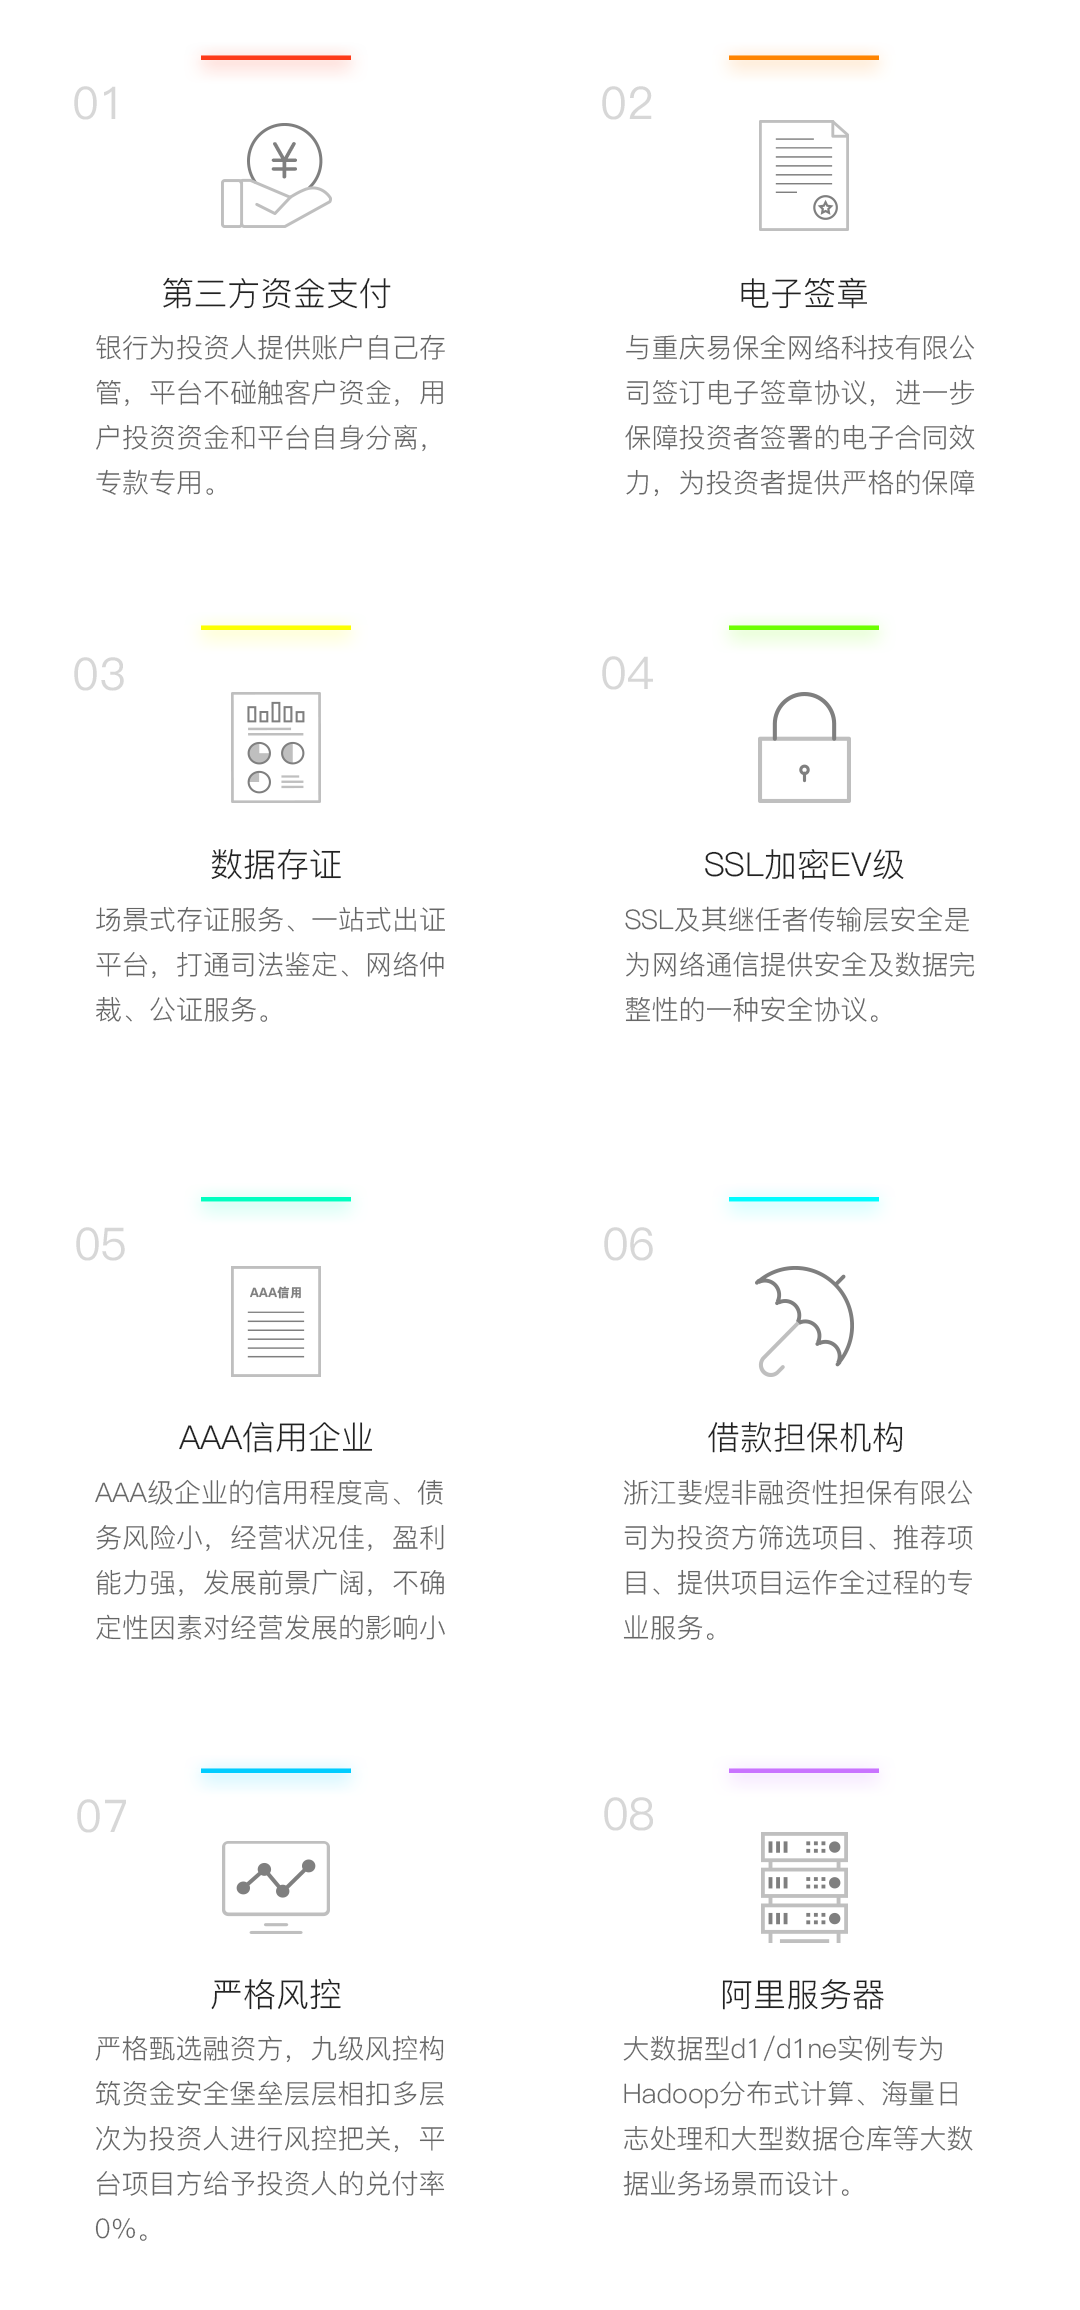 01
第三方资金支付
银行为投资人提供账户自己存
管，平台不碰触客户资金，用
户投资资金和平台自身分离，
专款专用。
02
电子签章
与重庆易保全网络科技有限公
司签订电子签章协议，进一步
保障投资者签署的电子合同效
力，为投资者提供严格的保障
03
数据存证
场景式存证服务、一站式出证
平台，打通司法鉴定、网络仲
裁、公证服务。
04
SSL加密EV级
SSL及其继任者传输层安全是
为网络通信提供安全及数据完
整性的一种安全协议。
05
AAA信用
AAA信用企业
AAA级企业的信用程度高、债
务风险小，经营状况佳，盈利
能力强，发展前景广阔，不确
定性因素对经营发展的影响小
06
借款担保机构
浙江斐煜非融资性担保有限公
司为投资方筛选项目、推荐项
目、提供项目运作全过程的专
业服务。
07
严格风控
严格甄选融资方，九级风控构
筑资金安全堡垒层层相扣多层
次为投资人进行风控把关，平
台项目方给予投资人的兑付率
0%。
08
阿里服务器
大数据型d1/d1ne实例专为
Hadoop分布式计算、海量日
志处理和大型数据仓库等大数
据业务场景而设计。